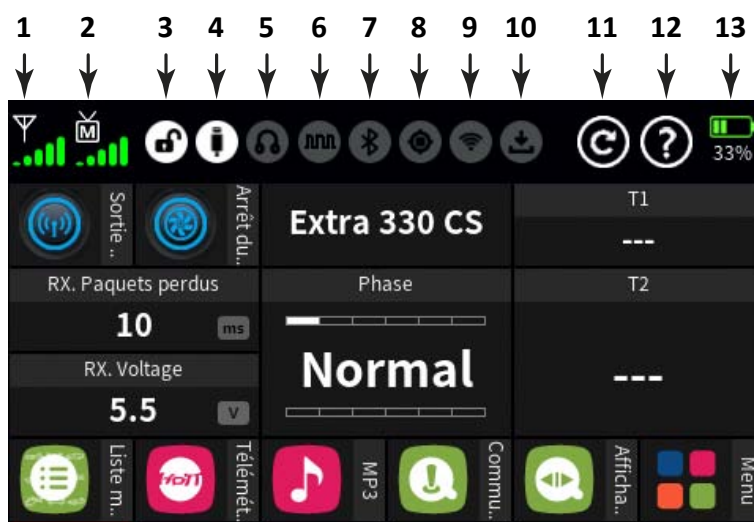 1 2 3 4 5 6 7 8 9 10 11 12 13
M
33%
Sortie ..
Arrêt du..
Extra 330 CS
T1
---
RX. Paquets perdus
10 ms
Phase
T2
RX. Voltage
5.5 V
Normal
---
Liste m..
HoTT
Télémét..
MP3
Commu..
Afficha..
Menu